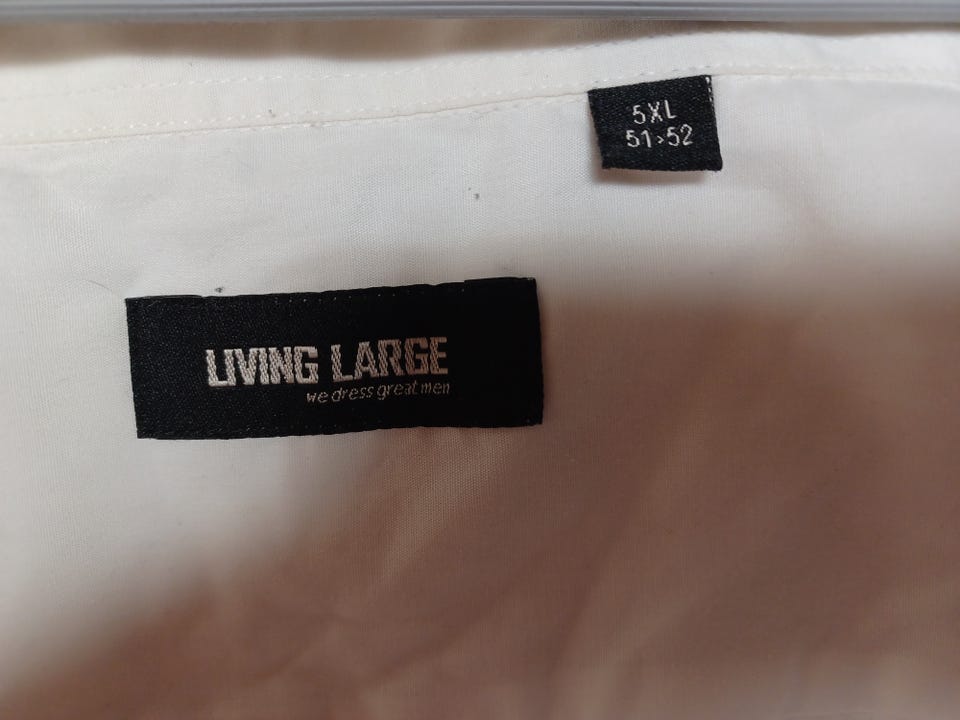 5XL
51>52
LIVING LARGE
we dress great men